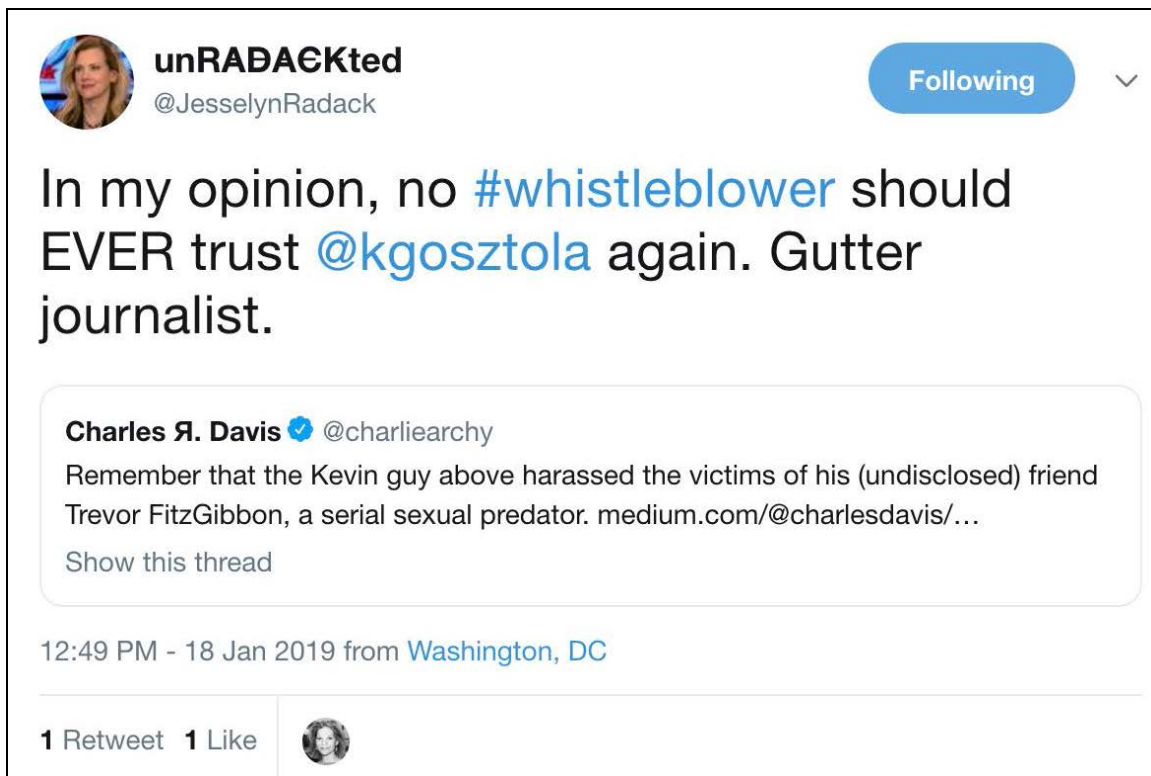 unRAĐAЄKted
@JesselynRadack
Following
In my opinion, no #whistleblower should
EVER trust @kgosztola again. Gutter
journalist.
Charles Я. Davis @charliearchy
Remember that the Kevin guy above harassed the victims of his (undisclosed) friend
Trevor FitzGibbon, a serial sexual predator. medium.com/@charlesdavis/…
Show this thread
12:49 PM - 18 Jan 2019 from Washington, DC
1 Retweet 1 Like